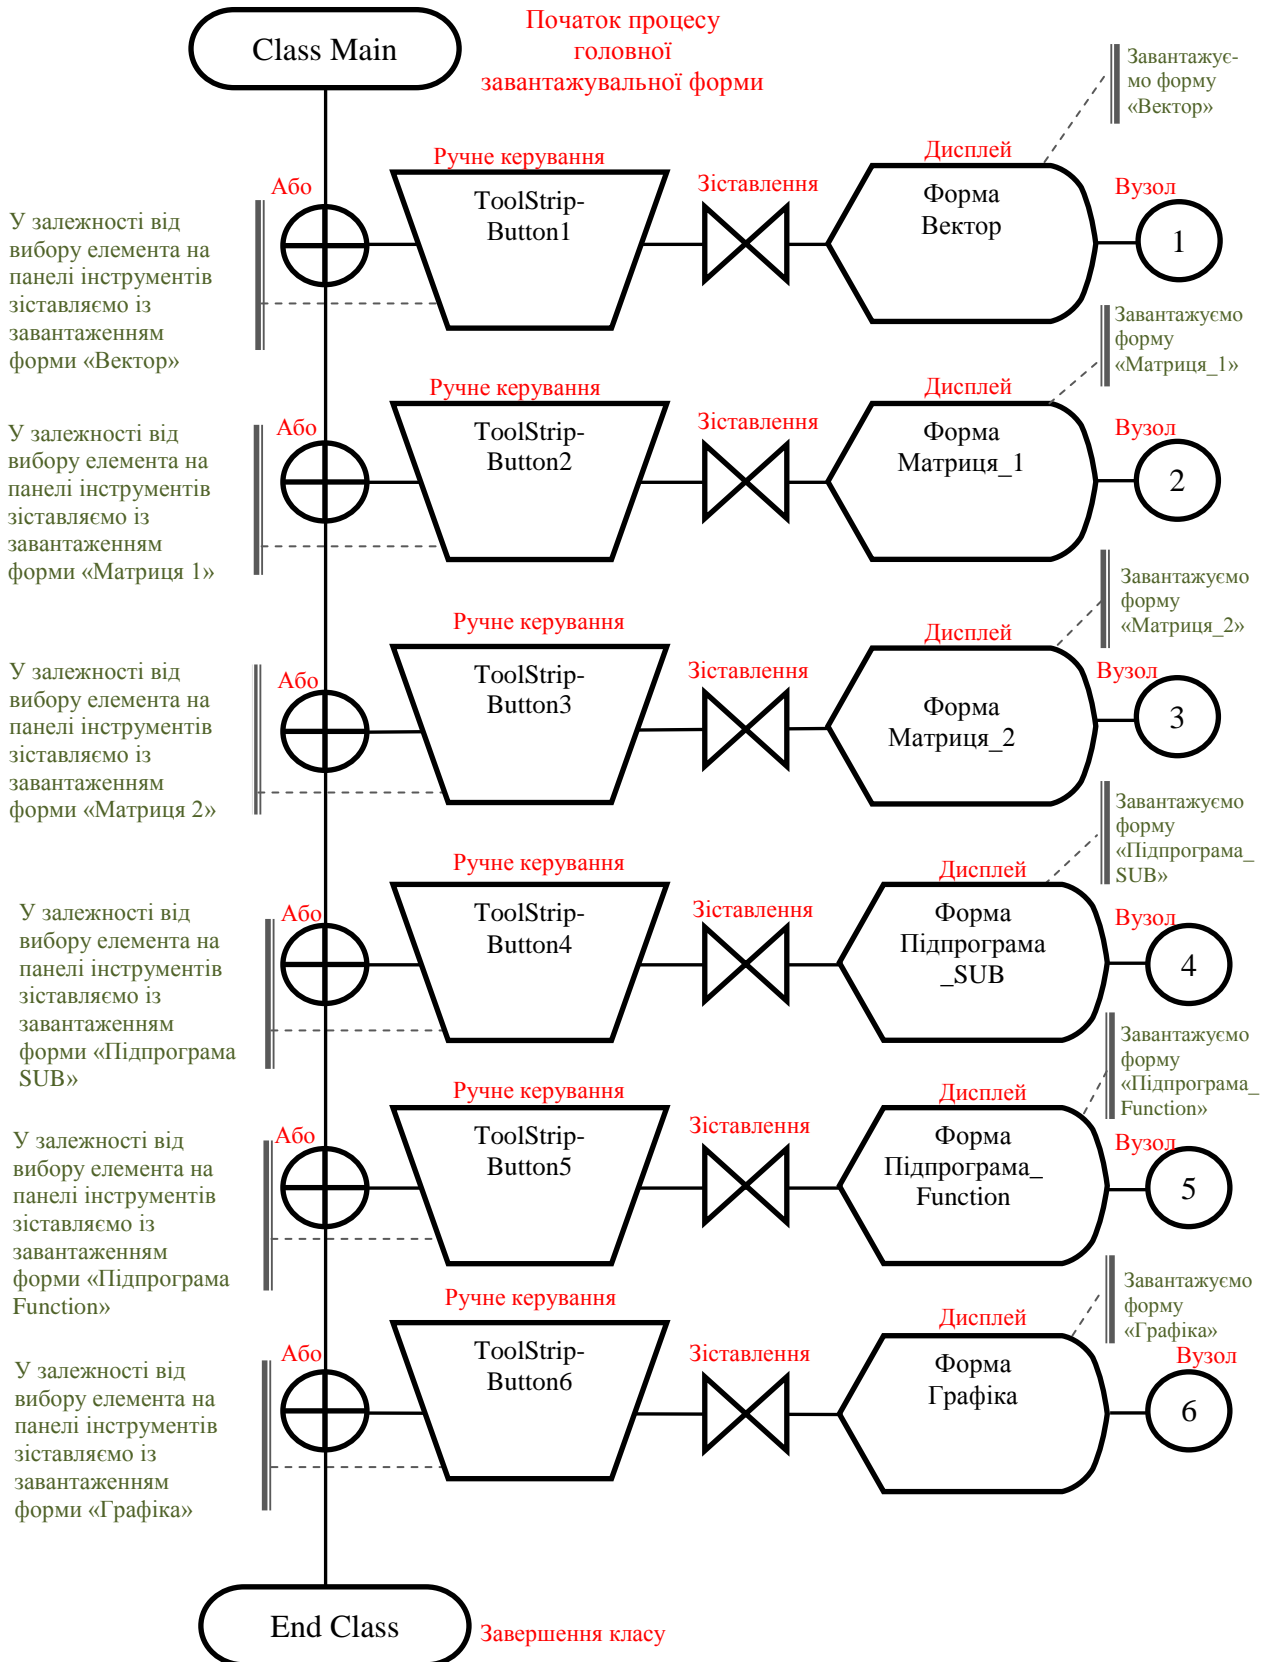 Class Main
Початок процесу
головної
завантажувальної форми
Завантажує-
мо форму
«Вектор»
Або
Ручне керування
Зіставлення
Дисплей
Вузол
У залежності від
вибору елемента на
панелі інструментів
зіставляємо із
завантаженням
форми «Вектор»
ToolStrip-
Button1
Форма
Вектор
1
Завантажуємо
форму
«Матриця_1»
Або
Ручне керування
Зіставлення
Дисплей
Вузол
У залежності від
вибору елемента на
панелі інструментів
зіставляємо із
завантаженням
форми «Матриця 1»
ToolStrip-
Button2
Форма
Матриця_1
2
Завантажуємо
форму
«Матриця_2»
Або
Ручне керування
Зіставлення
Дисплей
Вузол
У залежності від
вибору елемента на
панелі інструментів
зіставляємо із
завантаженням
форми «Матриця 2»
ToolStrip-
Button3
Форма
Матриця_2
3
Завантажуємо
форму
«Підпрограма_
SUB»
Або
Ручне керування
Зіставлення
Дисплей
Вузол
У залежності від
вибору елемента на
панелі інструментів
зіставляємо із
завантаженням
форми «Підпрограма
SUB»
ToolStrip-
Button4
Форма
Підпрограма
_SUB
4
Завантажуємо
форму
«Підпрограма_
Function»
Або
Ручне керування
Зіставлення
Дисплей
Вузол
У залежності від
вибору елемента на
панелі інструментів
зіставляємо із
завантаженням
форми «Підпрограма
Function»
ToolStrip-
Button5
Форма
Підпрограма_
Function
5
Завантажуємо
форму
«Графіка»
Або
Ручне керування
Зіставлення
Дисплей
Вузол
У залежності від
вибору елемента на
панелі інструментів
зіставляємо із
завантаженням
форми «Графіка»
ToolStrip-
Button6
Форма
Графіка
6
End Class
Завершення класу